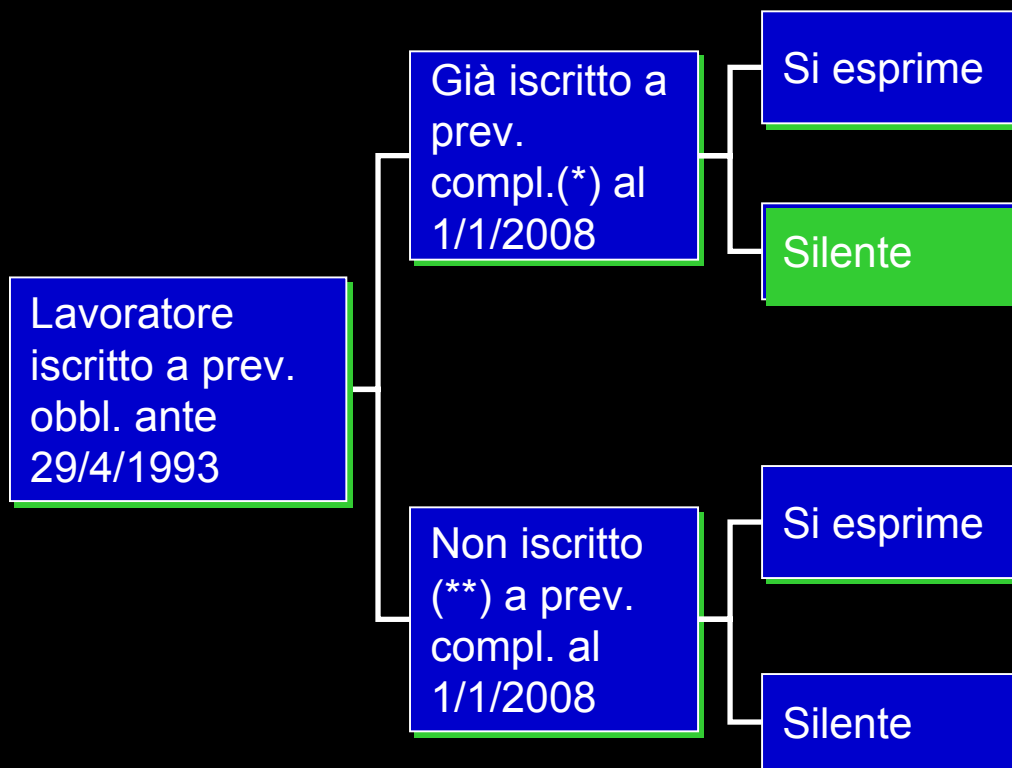 Lavoratore
iscritto a prev.
obbl. ante
29/4/1993
Già iscritto a
prev.
compl.(*) al
1/1/2008
Si esprime
Silente
Non iscritto
(**) a prev.
compl. al
1/1/2008
Si esprime
Silente